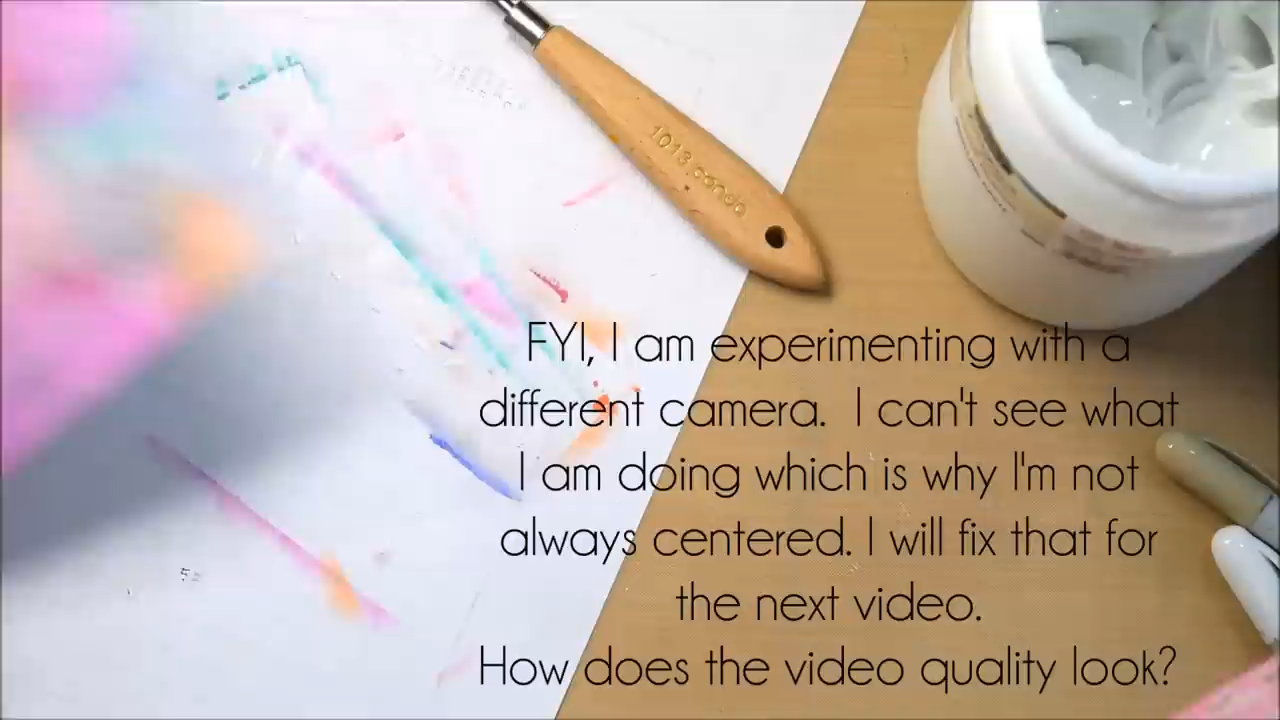 1013 conda
FYI, I am experimenting with a
different camera.  I can't see what
I am doing which is why I'm not
always centered. I will fix that for
the next video.
How does the video quality look?